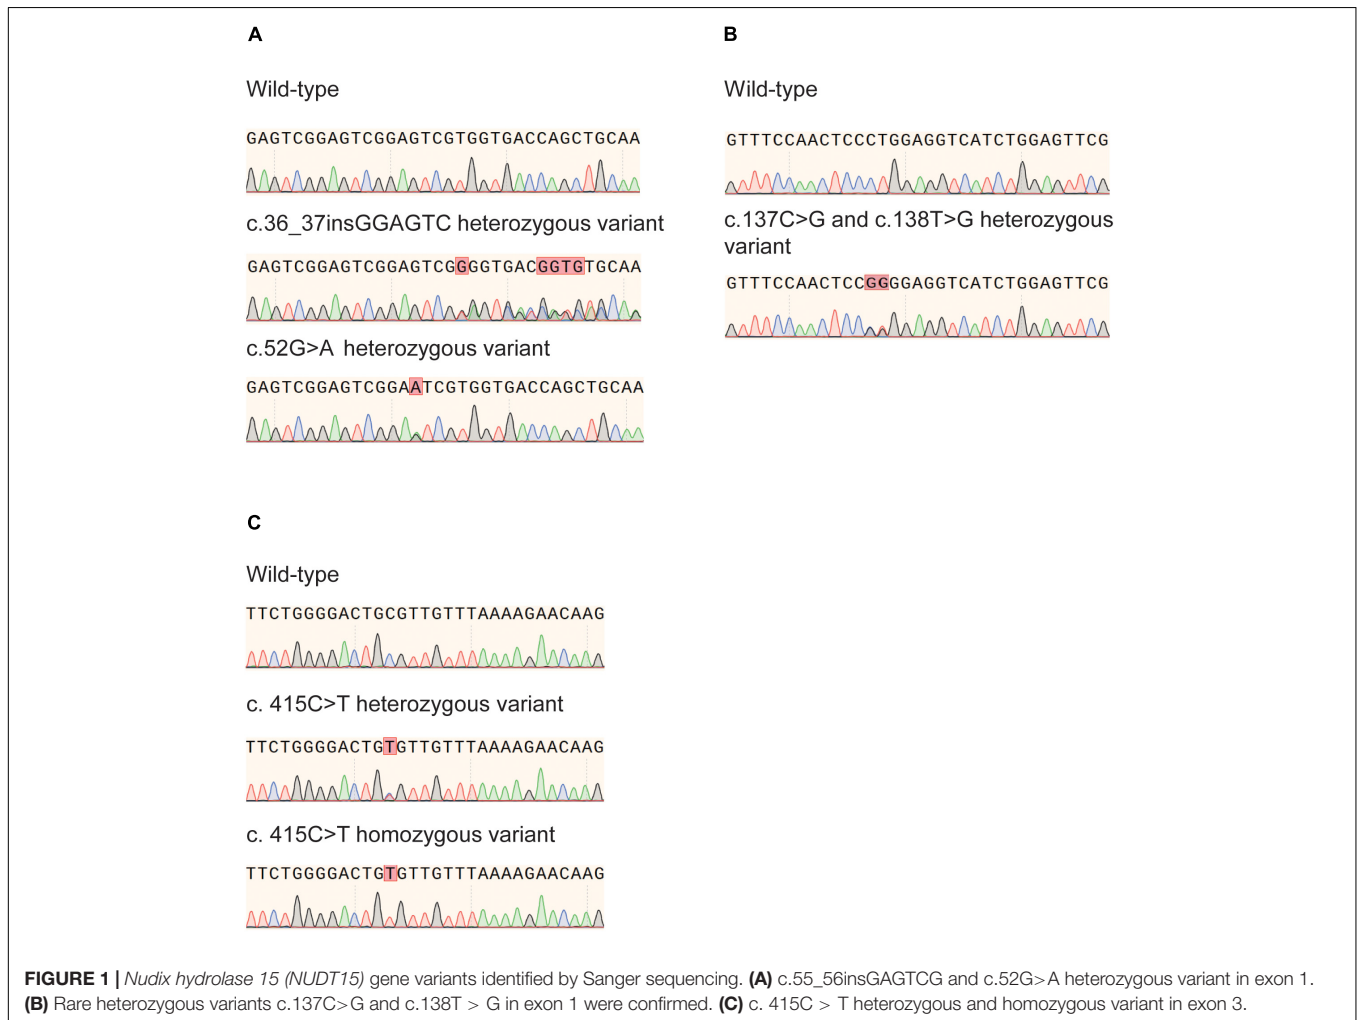 A
Wild-type
GAGTCGGAGTCGGAGTCGTGGTGACCAGCTGCAA
c.36_37insGGAGTC heterozygous variant
GAGTCGGAGTCGGAGTCGGGGTGACGGTGTGCAA
c.52G>A heterozygous variant
GAGTCGGAGTCGGAATCGTGGTGACCAGCTGCAA
B
Wild-type
GTTTCCAACTCCCTGGAGGTCATCTGGAGTTCG
c.137C>G and c.138T>G heterozygous
variant
GTTTCCAACTCCGGGGAGGTCATCTGGAGTTCG
C
Wild-type
TTCTGGGGACTGCGTTGTTTAAAAGAACAAG
c. 415C>T heterozygous variant
TTCTGGGGACTGTGTTGTTTAAAAGAACAAG
c. 415C>T homozygous variant
TTCTGGGGACTGTGTTGTTTAAAAGAACAAG
FIGURE 1 | Nudix hydrolase 15 (NUDT15) gene variants identified by Sanger sequencing. (A) c.55_56insGAGTCG and c.52G>A heterozygous variant in exon 1.
(B) Rare heterozygous variants c.137C>G and c.138T > G in exon 1 were confirmed. (C) c. 415C > T heterozygous and homozygous variant in exon 3.